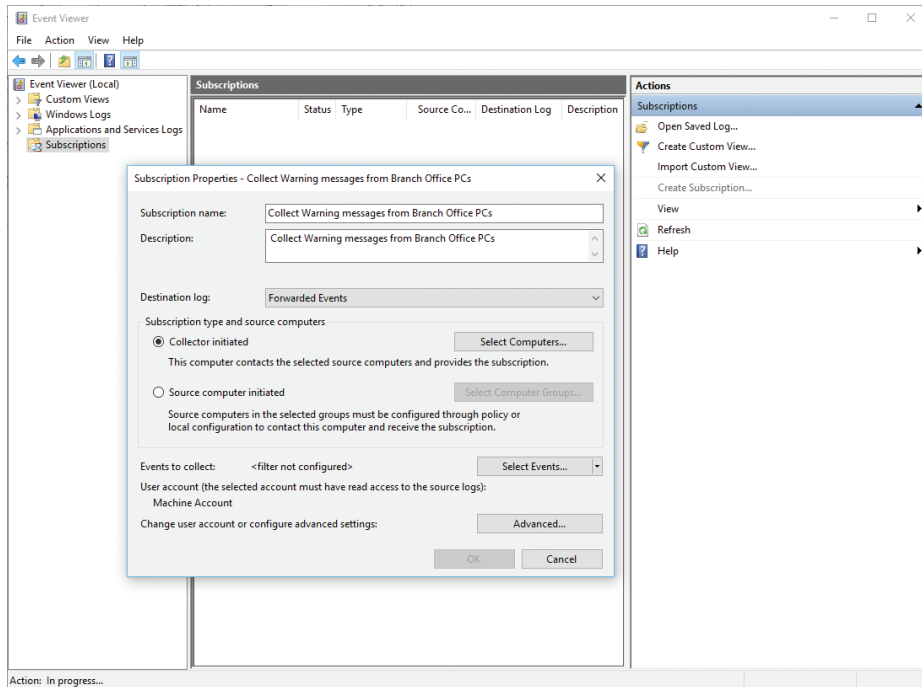 Event Viewer
File Action View Help
Event Viewer (Local)
Custom Views
Windows Logs
Applications and Services Logs
Subscriptions
Subscriptions
Name Status Type Source Co... Destination Log Description
Subscription Properties - Collect Warning messages from Branch Office PCs
Subscription name: Collect Warning messages from Branch Office PCs
Description: Collect Warning messages from Branch Office PCs
Destination log: Forwarded Events
Subscription type and source computers
Collector initiated Select Computers...
This computer contacts the selected source computers and provides the subscription.
Source computer initiated Select Computer Groups...
Source computers in the selected groups must be configured through policy or
local configuration to contact this computer and receive the subscription.
Events to collect: <filter not configured> Select Events...
User account (the selected account must have read access to the source logs):
Machine Account
Change user account or configure advanced settings: Advanced...
OK Cancel
Actions
Subscriptions
Open Saved Log...
Create Custom View...
Import Custom View...
Create Subscription...
View
Refresh
Help
Action: In progress...